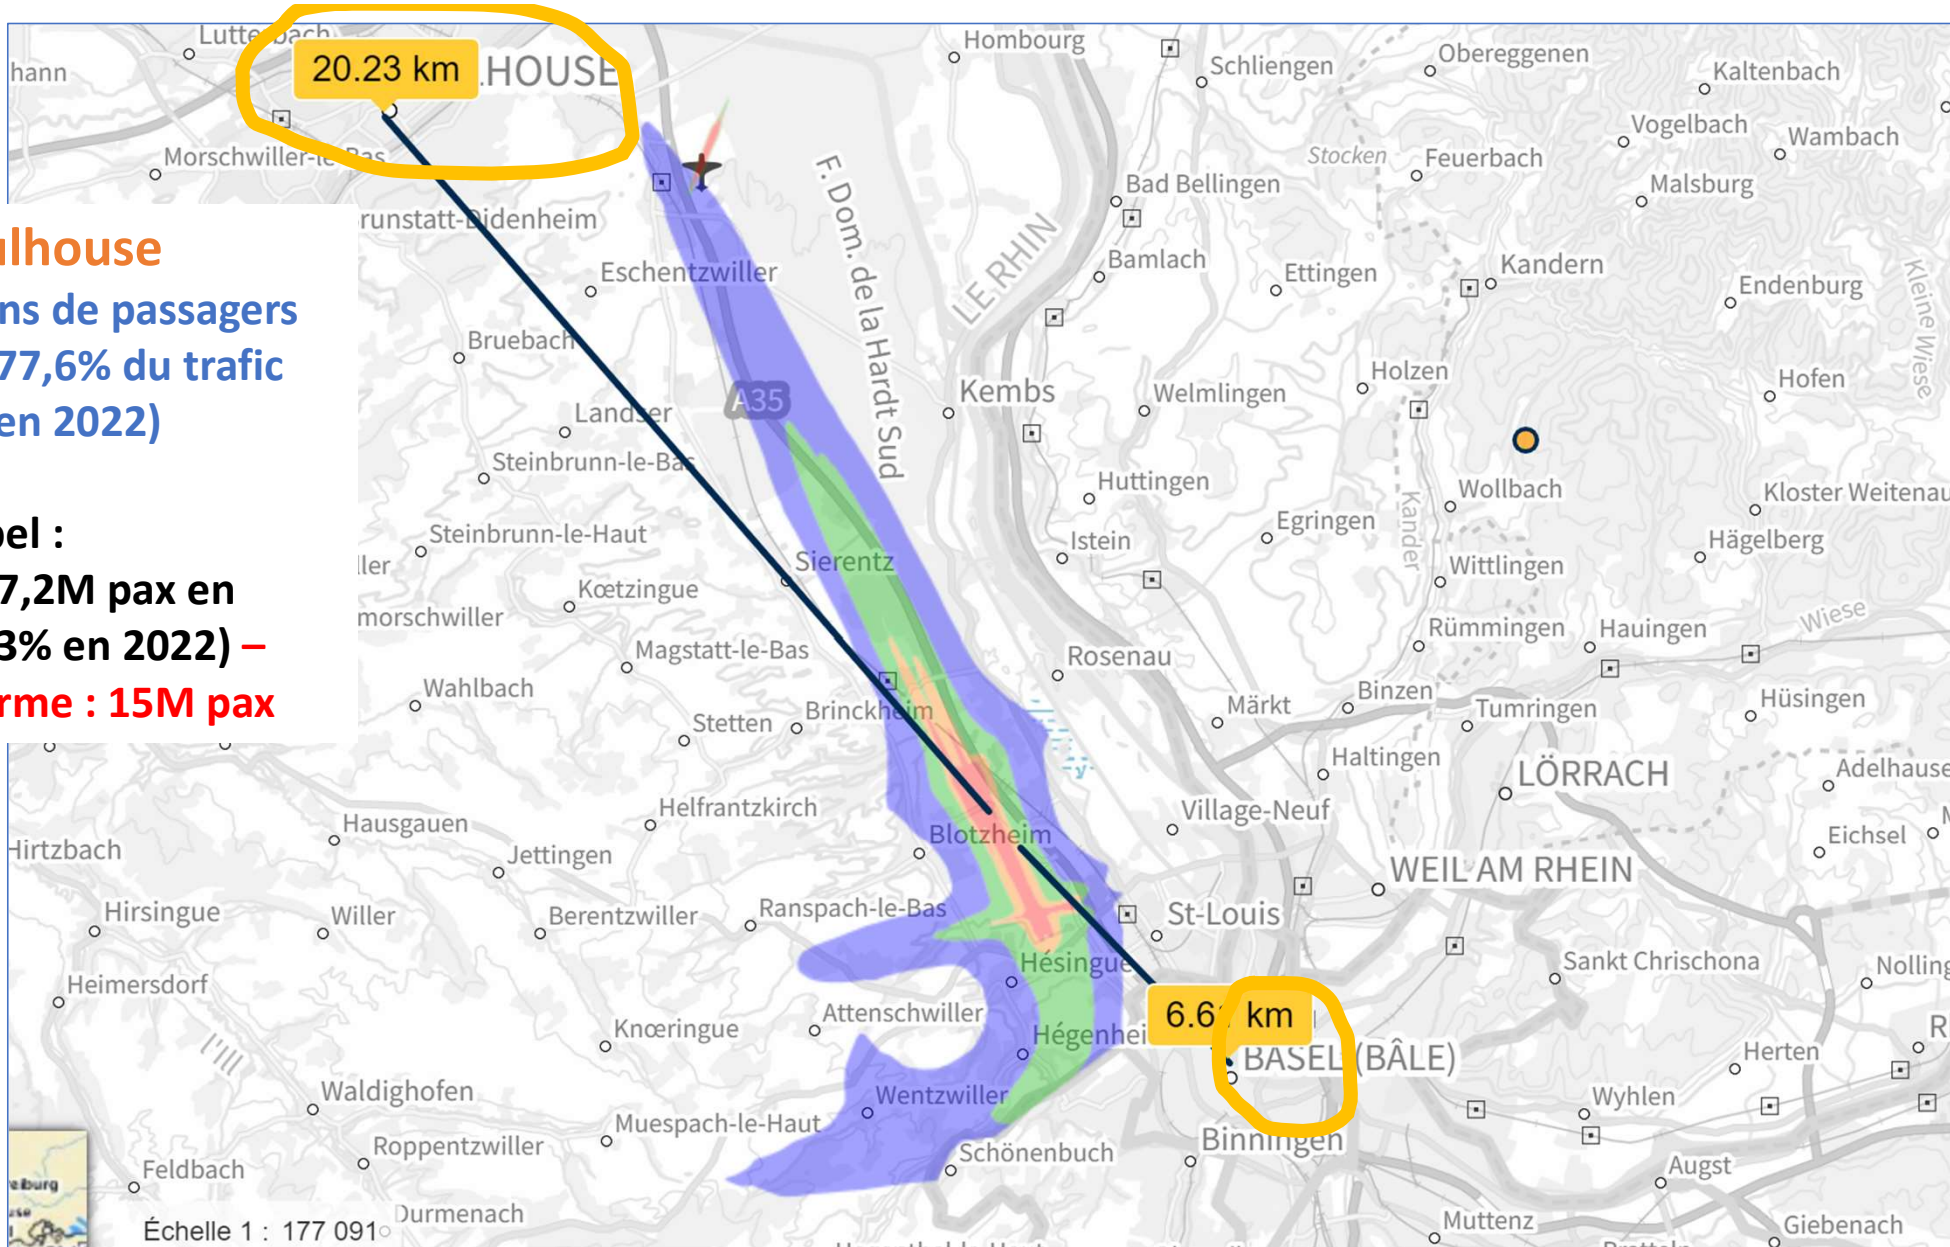 Lutterbach
20.23 km
.HOUSE
hann
Morschwiller-le-Bas
runstatt-Didenheim
Hombourg
Schliengen
Obereggenen
Kaltenbach
Vogelbach
Wambach
Stocken
Feuerbach
Malsburg
Bad Bellingen
F. Dom. de la Hardt Sud
LE RHIN
Bamlach
Ettingen
Kandern
Endenburg
Kleine Wiese
Eschentzwiller
Bruebach
A35
Landser
Kembs
Welmlingen
Holzen
Hofen
Steinbrunn-le-Bas
Huttingen
Wollbach
Kloster Weitenau
Steinbrunn-le-Haut
Istein
Egringen
Kander
Hägelberg
Wittlingen
ller
Sierentz
Kœtzingue
morschwiller
Magstatt-le-Bas
Rosenau
Rümmingen
Hauingen
Wiese
Wahlbach
Stetten
Brinckheim
Märkt
Binzen
Tumringen
Hüsingen
Haltingen
LÖRRACH
Adelhause
ulhouse
ns de passagers
77,6% du trafic
en 2022)
pel :
7,2M pax en
3% en 2022) –
rme : 15M pax
Helfrantzkirch
Hausgauen
Hirtzbach
Jettingen
Blotzheim
Village-Neuf
Eichsel
WEIL AM RHEIN
Hirsingue
Willer
Berentzwiller
Ranspach-le-Bas
St-Louis
Hésingue
Sankt Chrischona
Nolling
Heimersdorf
Knœringue
Attenschwiller
Hégenhei
6.6 km
BASEL (BÂLE)
Herten
R
l'Ill
Waldighofen
Wentzwiller
Wyhlen
Muespach-le-Haut
Roppentzwiller
Schönenbuch
Binningen
Augst
Feldbach
eiburg
Échelle 1 : 177 091
Durmenach
Muttenz
Giebenach